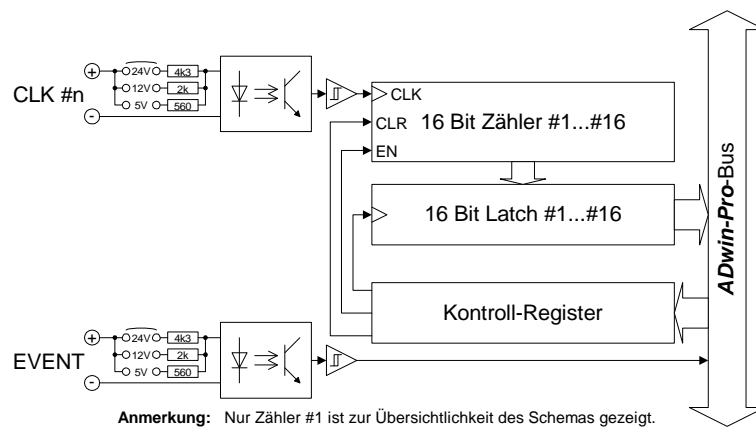 +
24V 4k3
CLK #n
12V 2k
5V 560
-
CLK
CLR
EN
16 Bit Zähler #1...#16
16 Bit Latch #1...#16
Kontroll-Register
ADwin-Pro-Bus
+
24V 4k3
EVENT
12V 2k
5V 560
-
Anmerkung: Nur Zähler #1 ist zur Übersichtlichkeit des Schemas gezeigt.